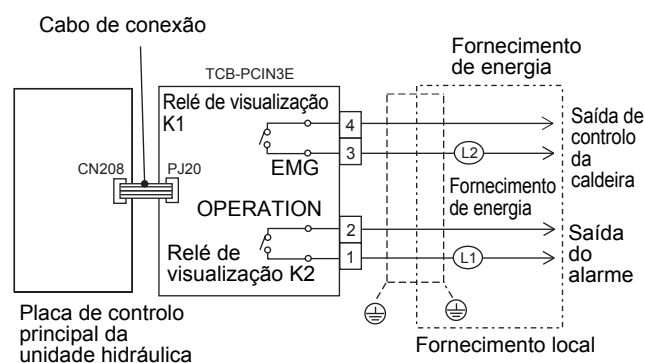 Cabo de conexão
TCB-PCIN3E
Relé de visualização
K1
4
3
EMG
CN208
PJ20
OPERATION
2
1
Relé de
visualização K2
Placa de controlo
principal da
unidade hidráulica
Fornecimento
de energia
L2
Saída de
controlo
da
caldeira
Fornecimento
de energia
L1
Saída
do
alarme
Fornecimento local